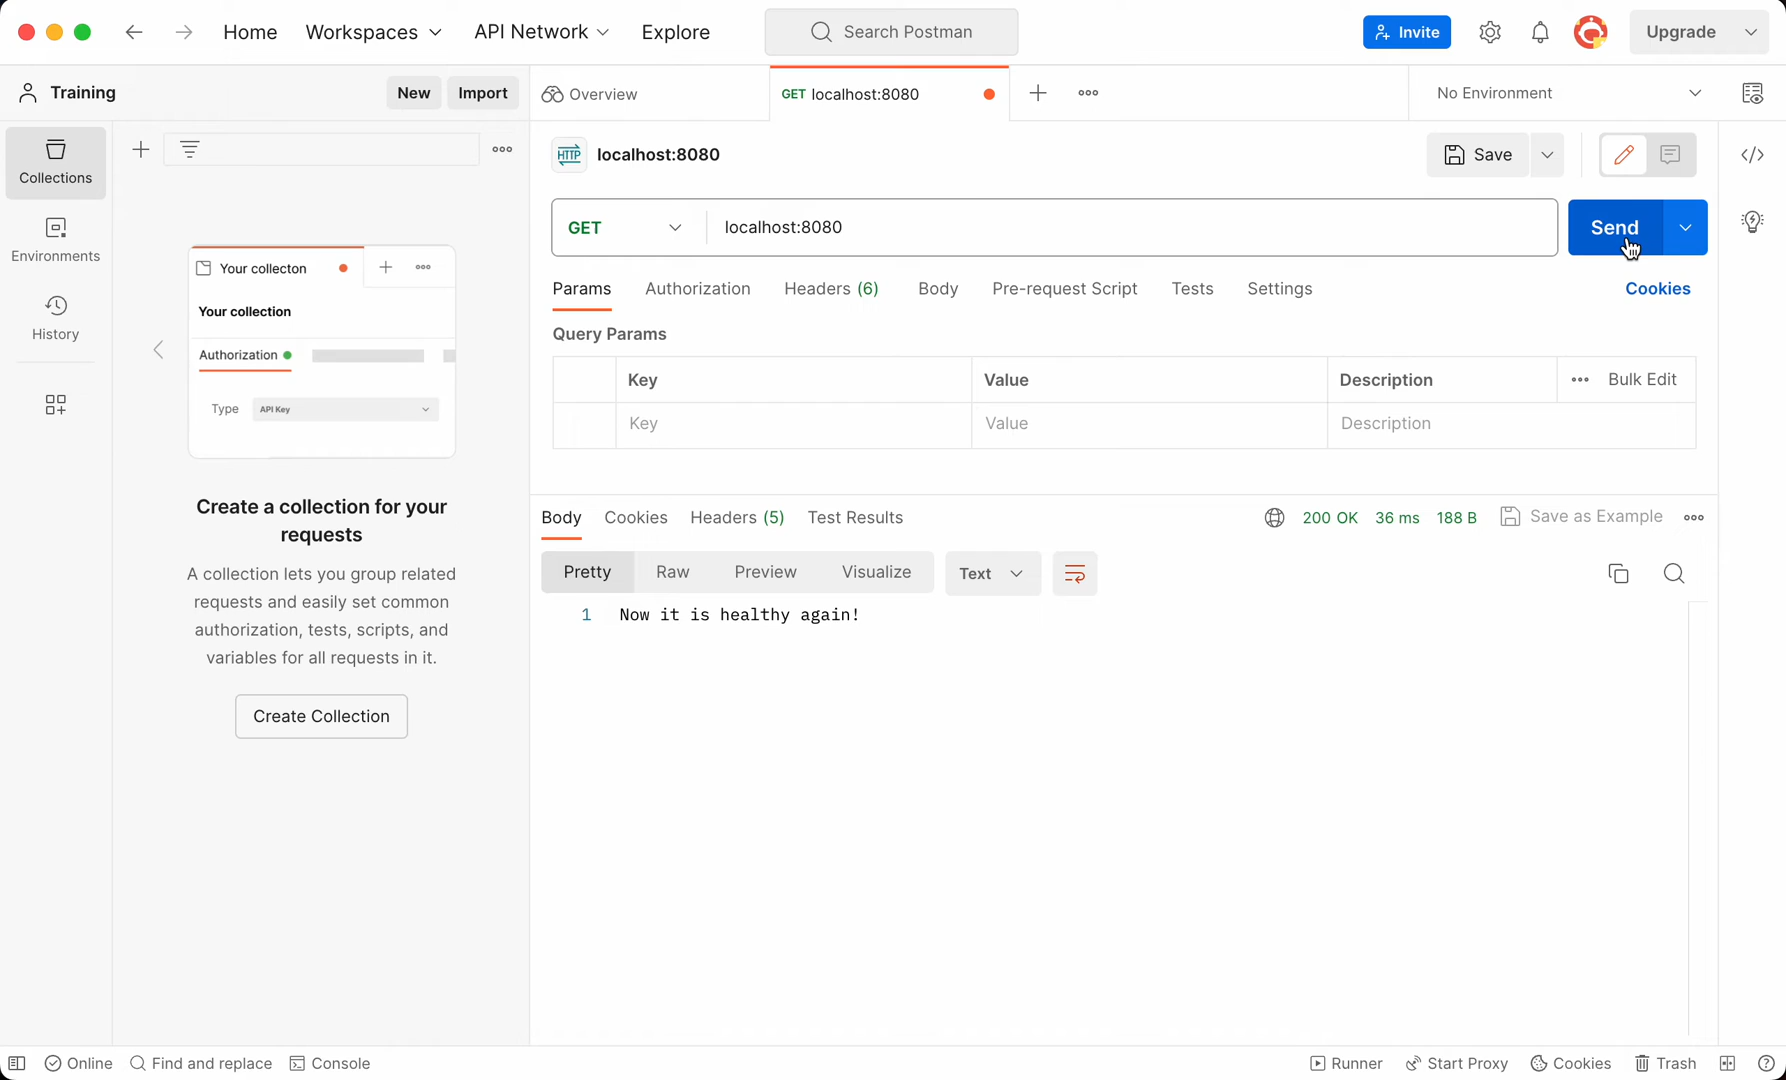 Home Workspaces API Network Explore Search Postman Invite Upgrade
Training New Import Overview GET localhost:8080 No Environment
Collections
Environments
History
Your collecton
Your collection
Authorization
Type API Key
Create a collection for your
requests
A collection lets you group related
requests and easily set common
authorization, tests, scripts, and
variables for all requests in it.
Create Collection
HTTP localhost:8080 Save
GET localhost:8080 Send
Params Authorization Headers (6) Body Pre-request Script Tests Settings Cookies
Query Params
Key Value Description Bulk Edit
Key Value Description
Body Cookies Headers (5) Test Results 200 OK 36 ms 188 B Save as Example
Pretty Raw Preview Visualize Text
1 Now it is healthy again!
Online Find and replace Console Runner Start Proxy Cookies Trash